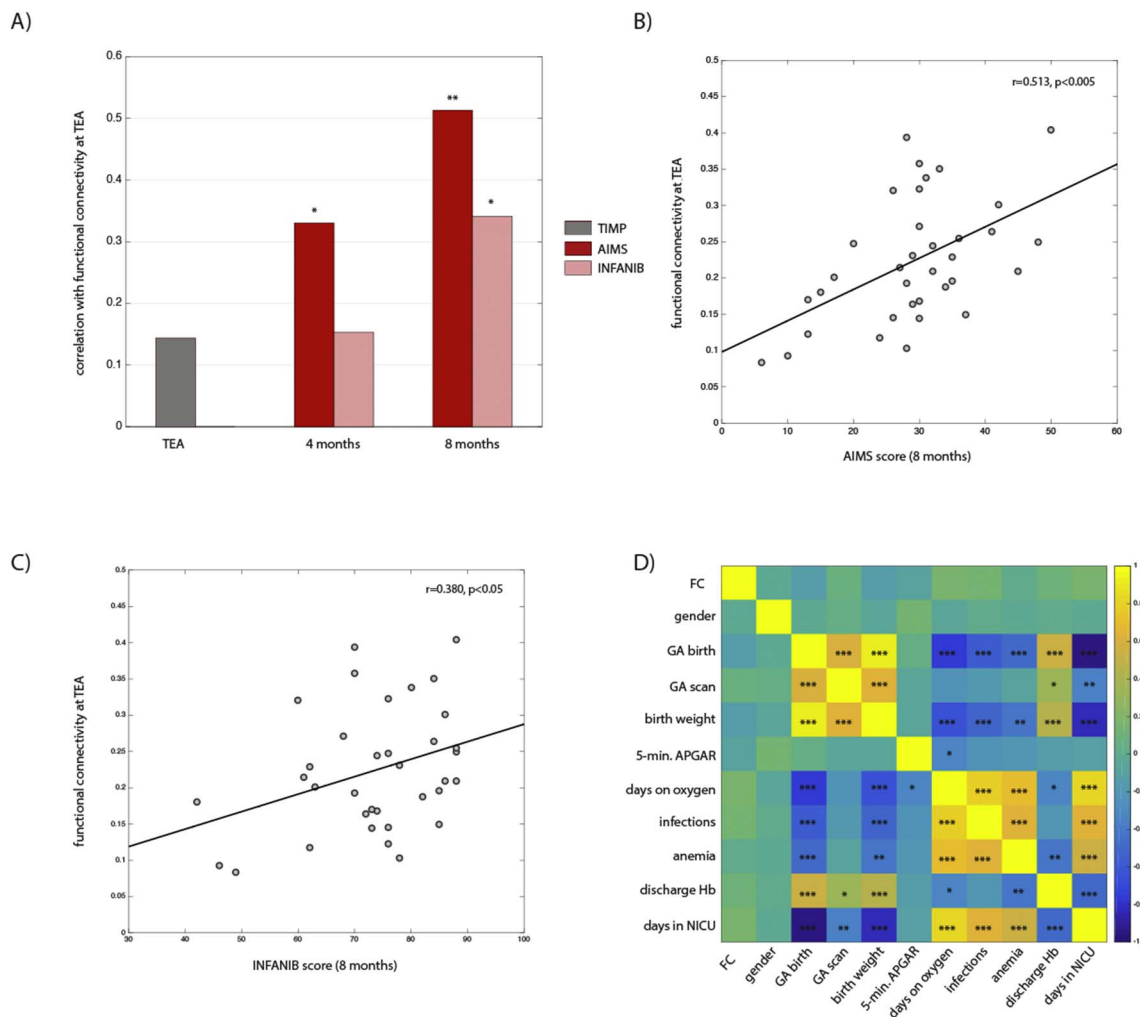 A)
0.6
0.5
0.4
0.3
0.2
0.1
0
correlation with functional connectivity at TEA
*
**
*
TEA
4 months
8 months
TIMP
AIMS
INFANIB
B)
0.5
0.45
0.4
0.35
0.3
0.25
0.2
0.15
0.1
0.05
0
functional connectivity at TEA
r=0.513, p<0.005
0 10 20 30 40 50 60
AIMS score (8 months)
C)
0.5
0.45
0.4
0.35
0.3
0.25
0.2
0.15
0.1
0.05
0
functional connectivity at TEA
r=0.380, p<0.05
30 40 50 60 70 80 90 100
INFANIB score (8 months)
D)
FC
gender
GA birth *** *** *** *** *** *** ***
GA scan *** *** * **
birth weight *** *** *** *** ** *** ***
5-min. APGAR *
days on oxygen *** *** * *** *** * ***
infections *** *** *** *** ***
anemia *** ** *** *** ** ***
discharge Hb *** * *** * ** ***
days in NICU *** ** *** *** *** *** ***
FC gender GA birth GA scan birth weight 5-min. APGAR days on oxygen infections anemia discharge Hb days in NICU
1
0
-1